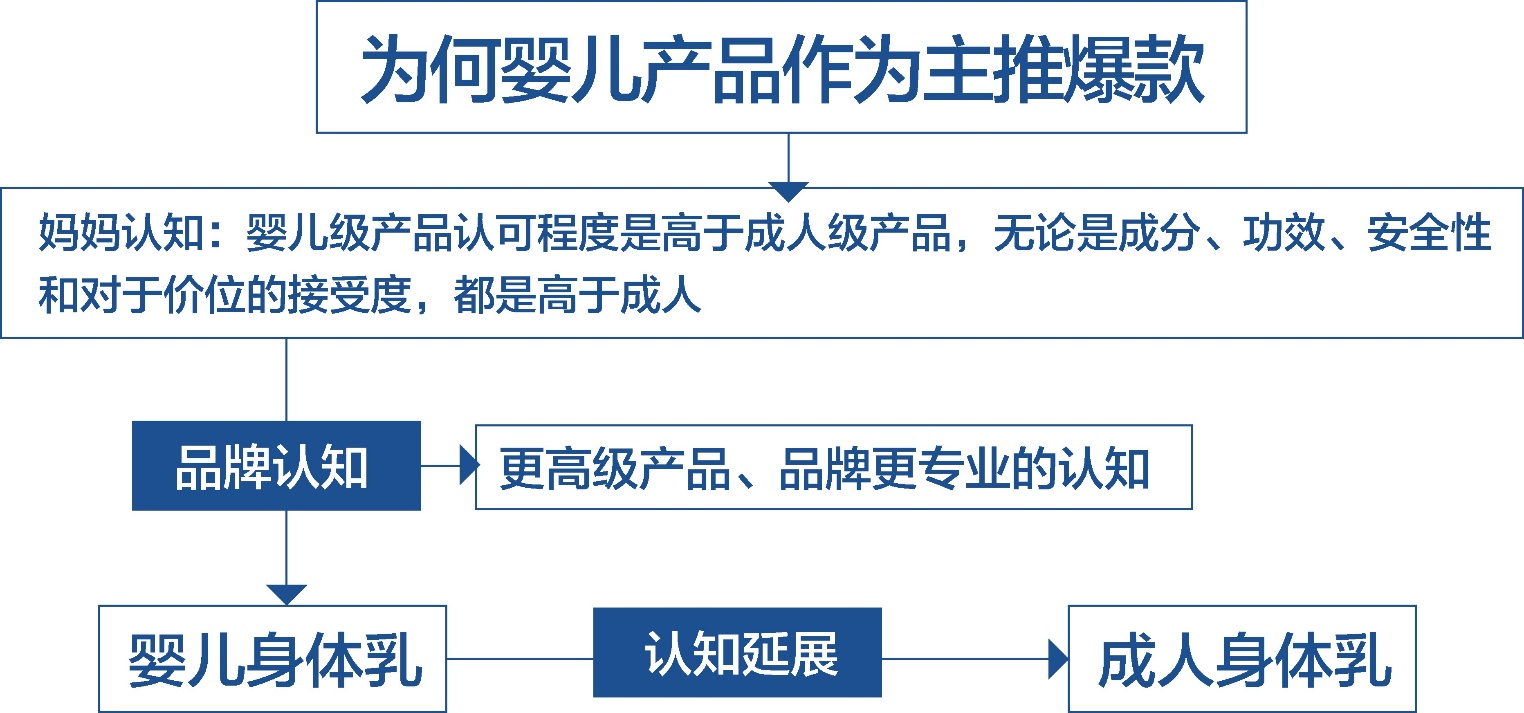 为何婴儿产品作为主推爆款
妈妈认知：婴儿级产品认可程度是高于成人级产品，无论是成分、功效、安全性
和对于价位的接受度，都是高于成人
品牌认知
更高级产品、品牌更专业的认知
婴儿身体乳
认知延展
成人身体乳